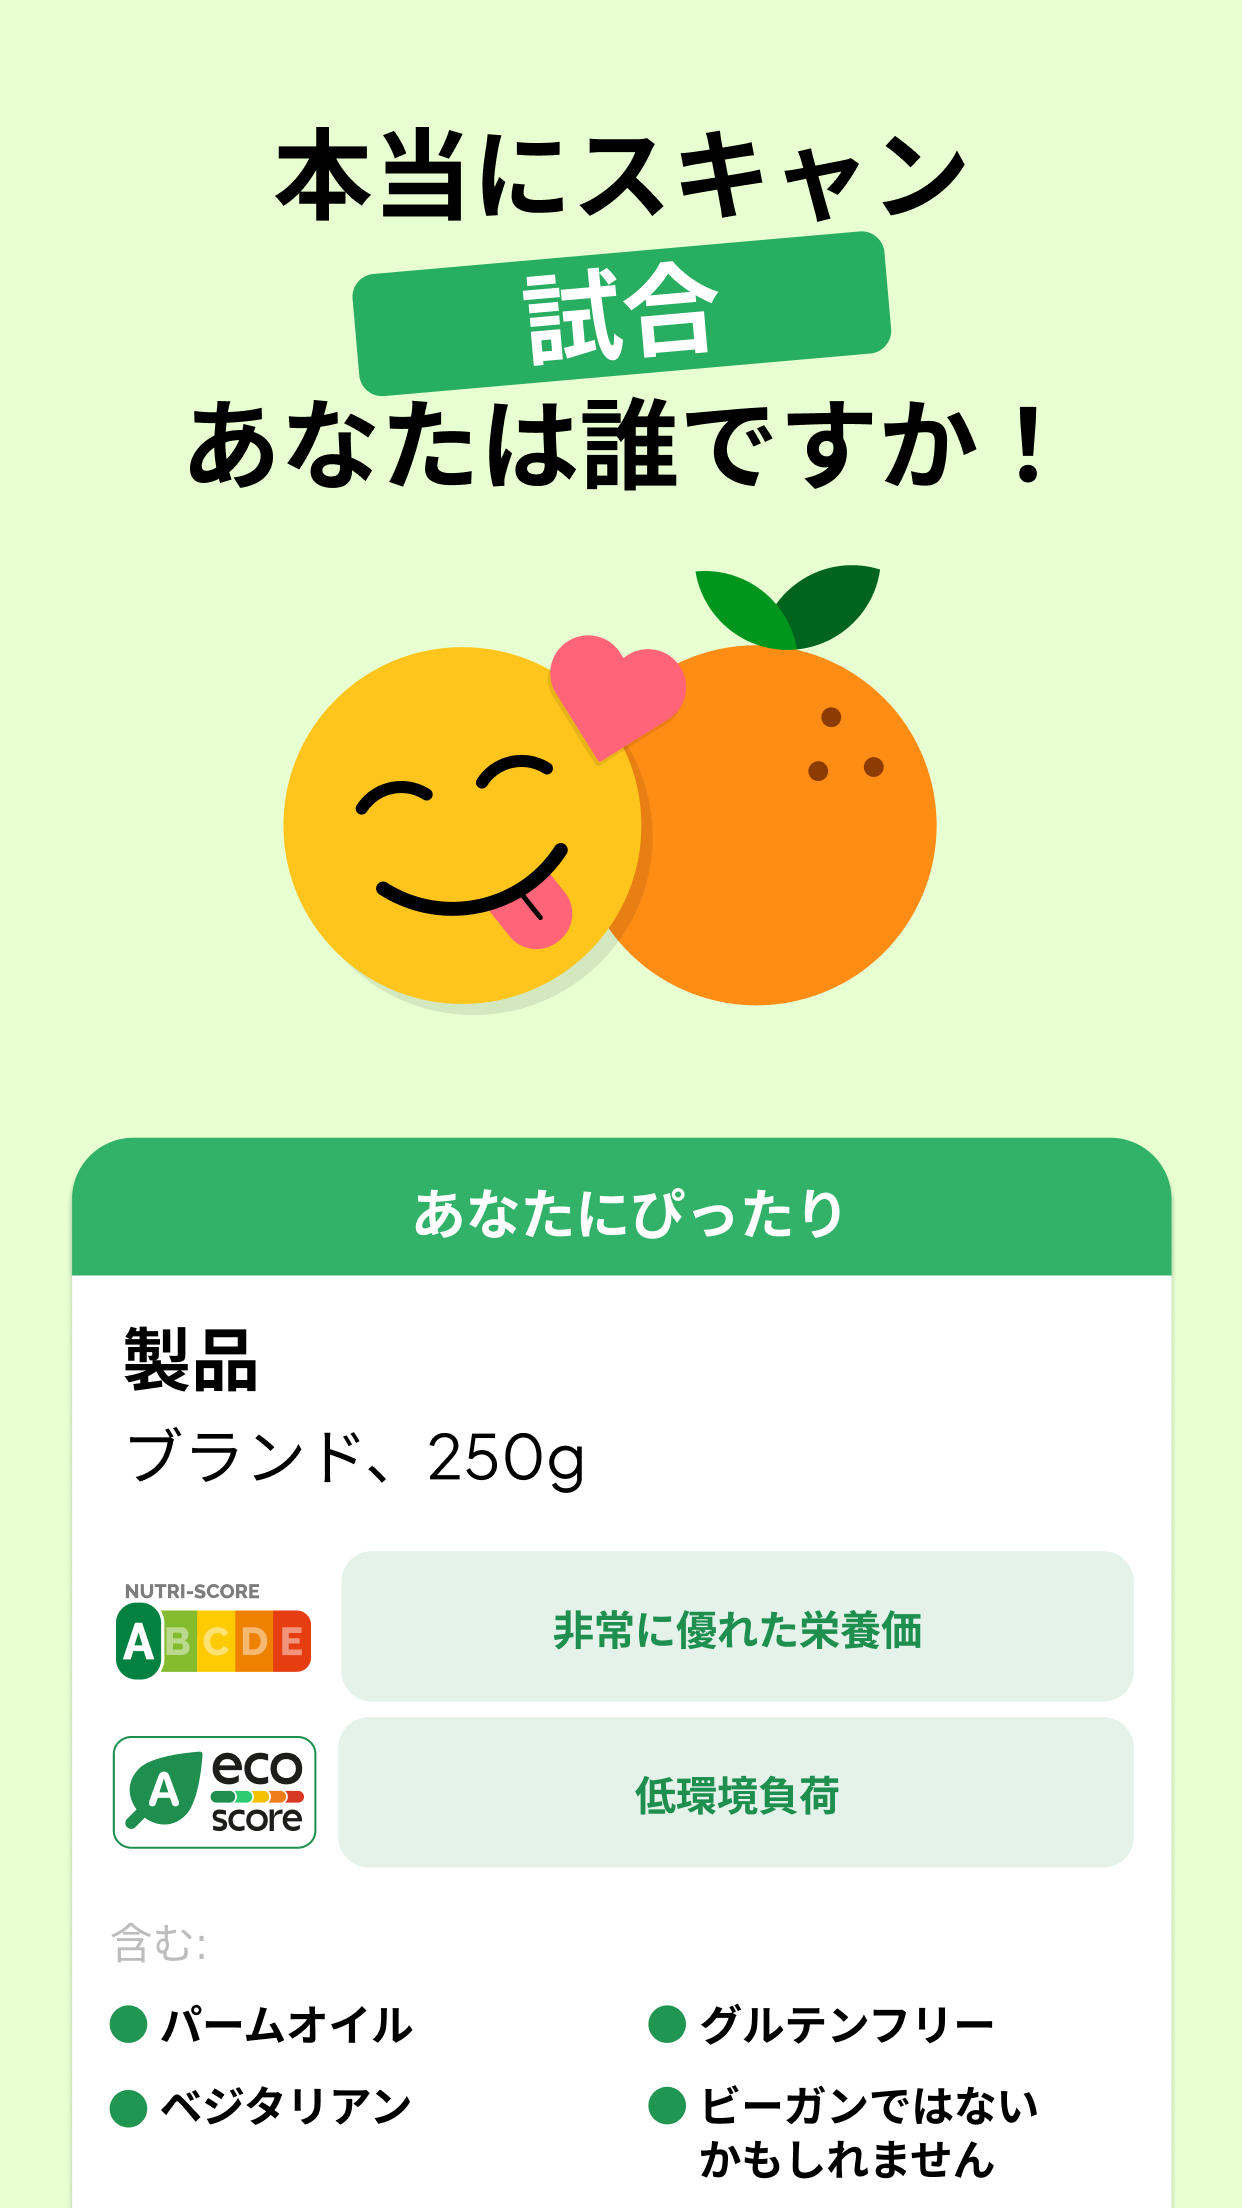 本当にスキャン
試合
あなたは誰ですか！
あなたにぴったり
製品
ブランド、250g
NUTRI-SCORE
A B C D E
非常に優れた栄養価
A eco score
低環境負荷
含む:
パームオイル
グルテンフリー
ベジタリアン
ビーガンではない
かもしれません